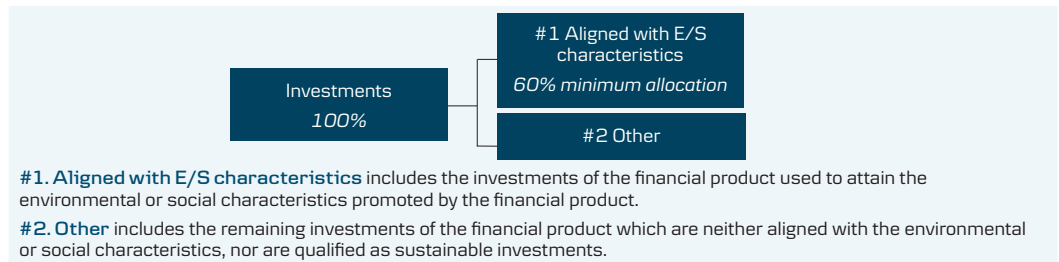 #1 Aligned with E/S
characteristics
60% minimum allocation
Investments
100%
#2 Other
#1. Aligned with E/S characteristics includes the investments of the financial product used to attain the
environmental or social characteristics promoted by the financial product.
#2. Other includes the remaining investments of the financial product which are neither aligned with the environmental
or social characteristics, nor are qualified as sustainable investments.